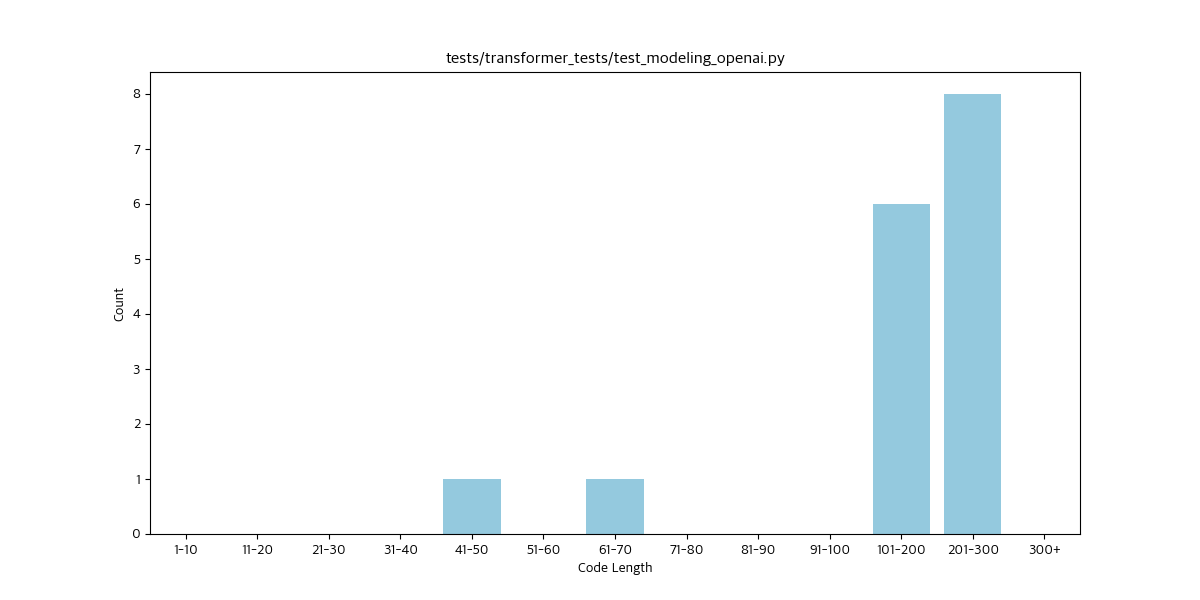 tests/transformer_tests/test_modeling_openai.py
8
7
6
5
4
3
2
1
0
Count
1-10 11-20 21-30 31-40 41-50 51-60 61-70 71-80 81-90 91-100 101-200 201-300 300+
Code Length